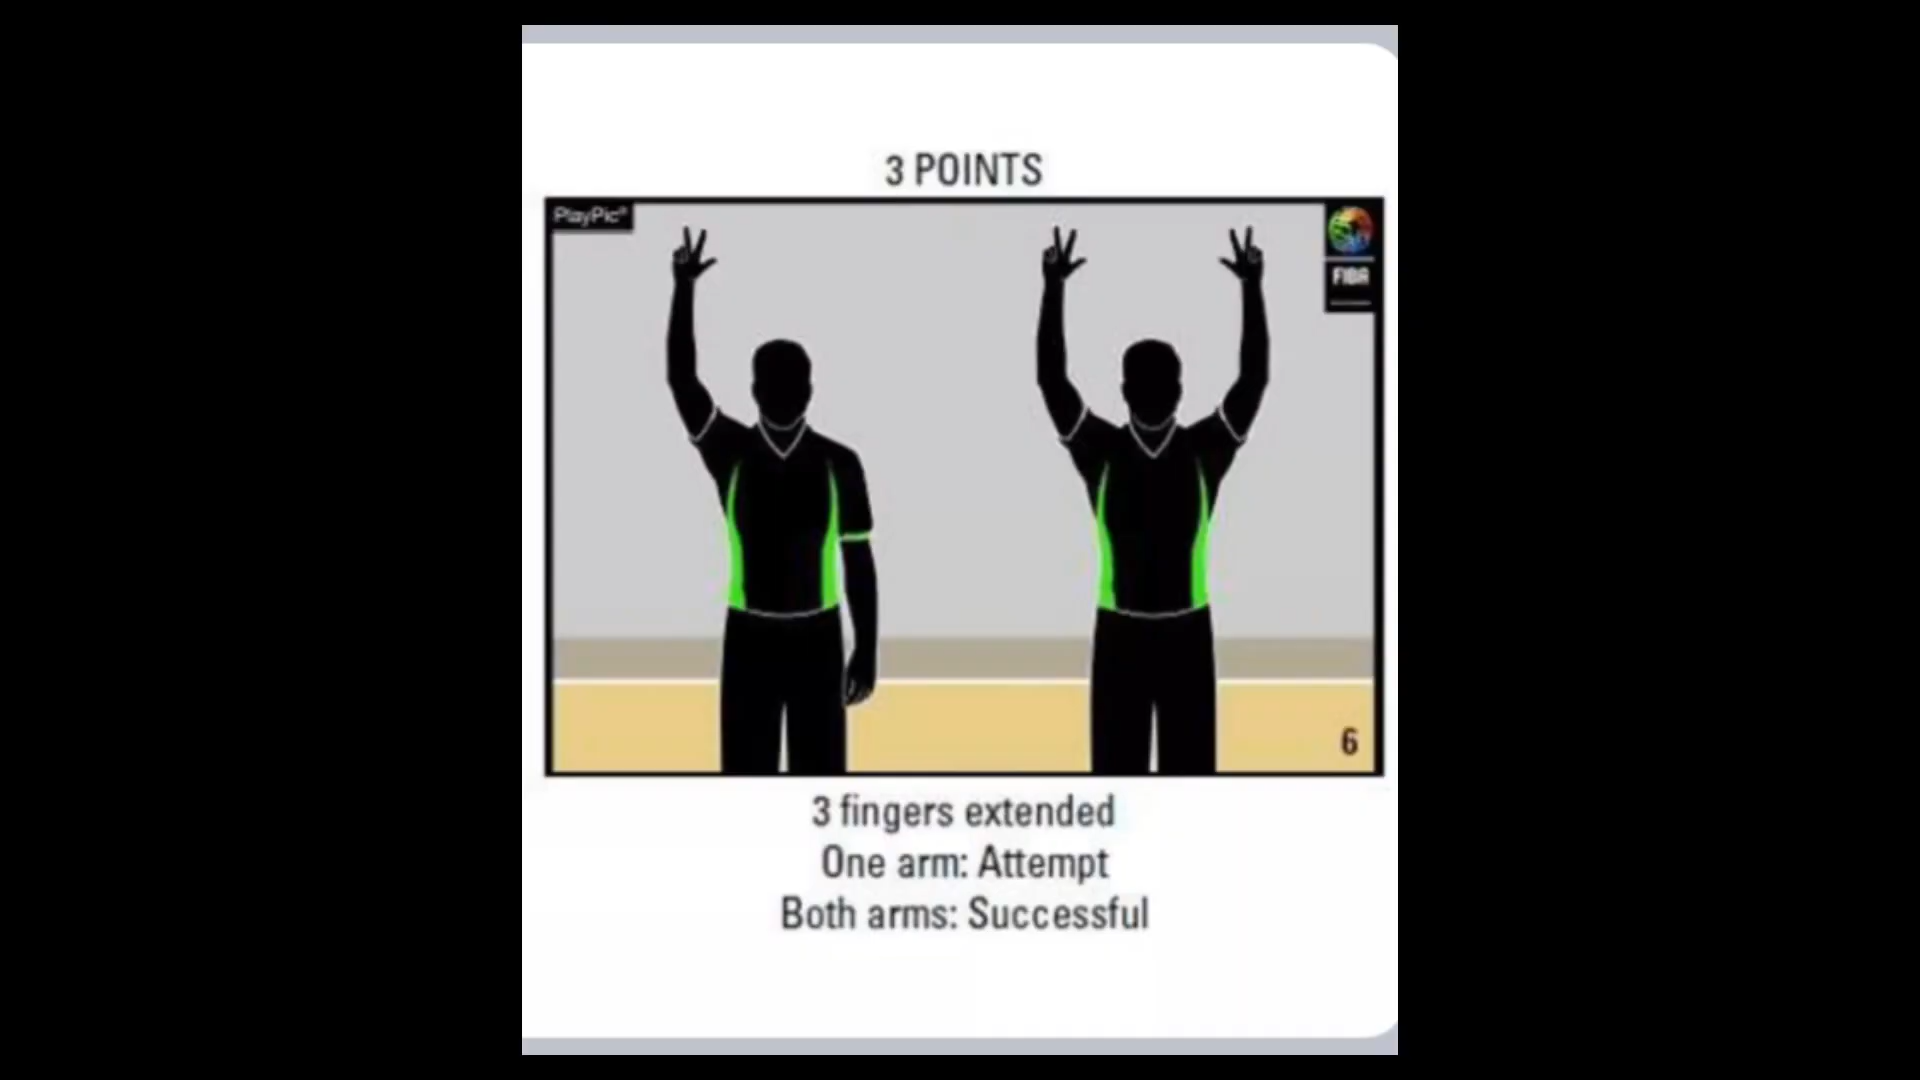 3 POINTS
PlayPic®
FIBA
6
3 fingers extended
One arm: Attempt
Both arms: Successful